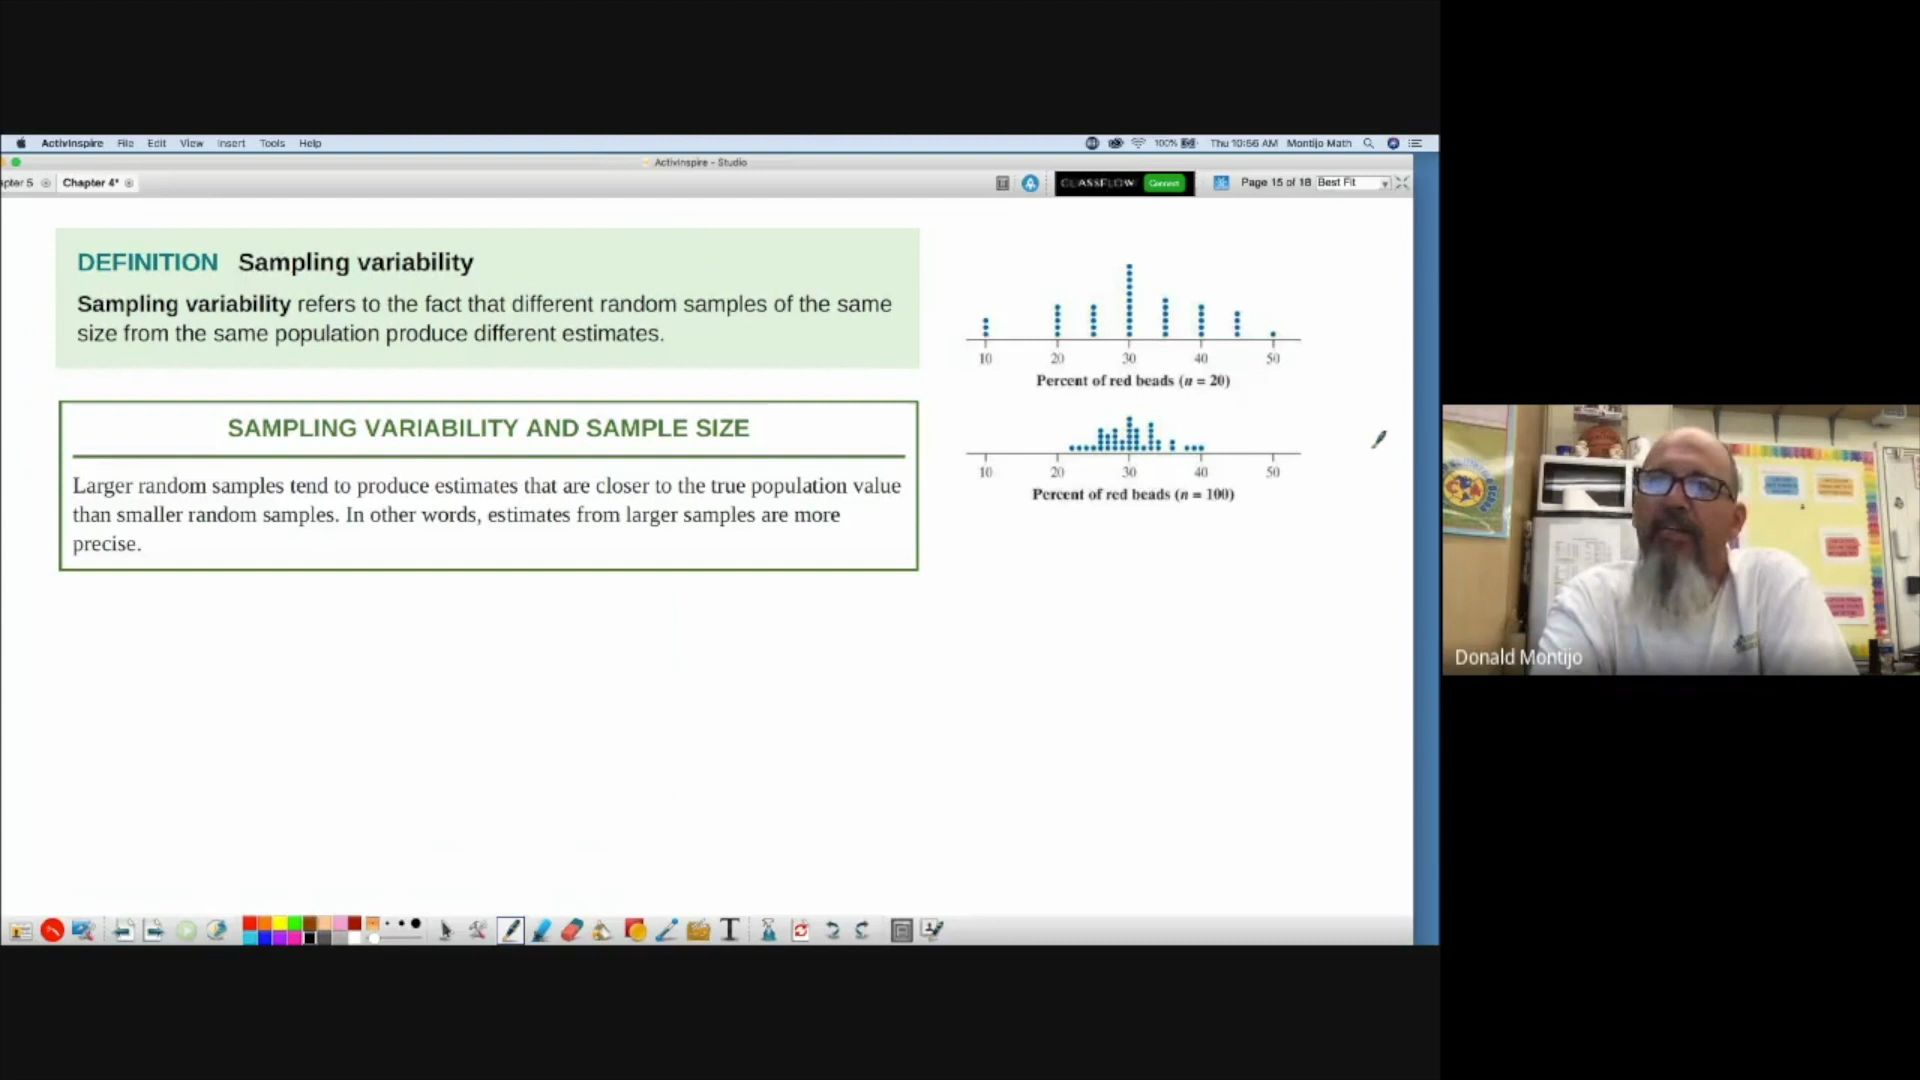 ActivInspire File Edit View Insert Tools Help
100% Thu 10:56 AM Montijo Math
ActivInspire - Studio
pter 5 Chapter 4*
CLASSFLOW Connect Page 15 of 18 Best Fit
DEFINITION Sampling variability
Sampling variability refers to the fact that different random samples of the same
size from the same population produce different estimates.
SAMPLING VARIABILITY AND SAMPLE SIZE
Larger random samples tend to produce estimates that are closer to the true population value
than smaller random samples. In other words, estimates from larger samples are more
precise.
10 20 30 40 50
Percent of red beads (n = 20)
10 20 30 40 50
Percent of red beads (n = 100)
T
Donald Montijo